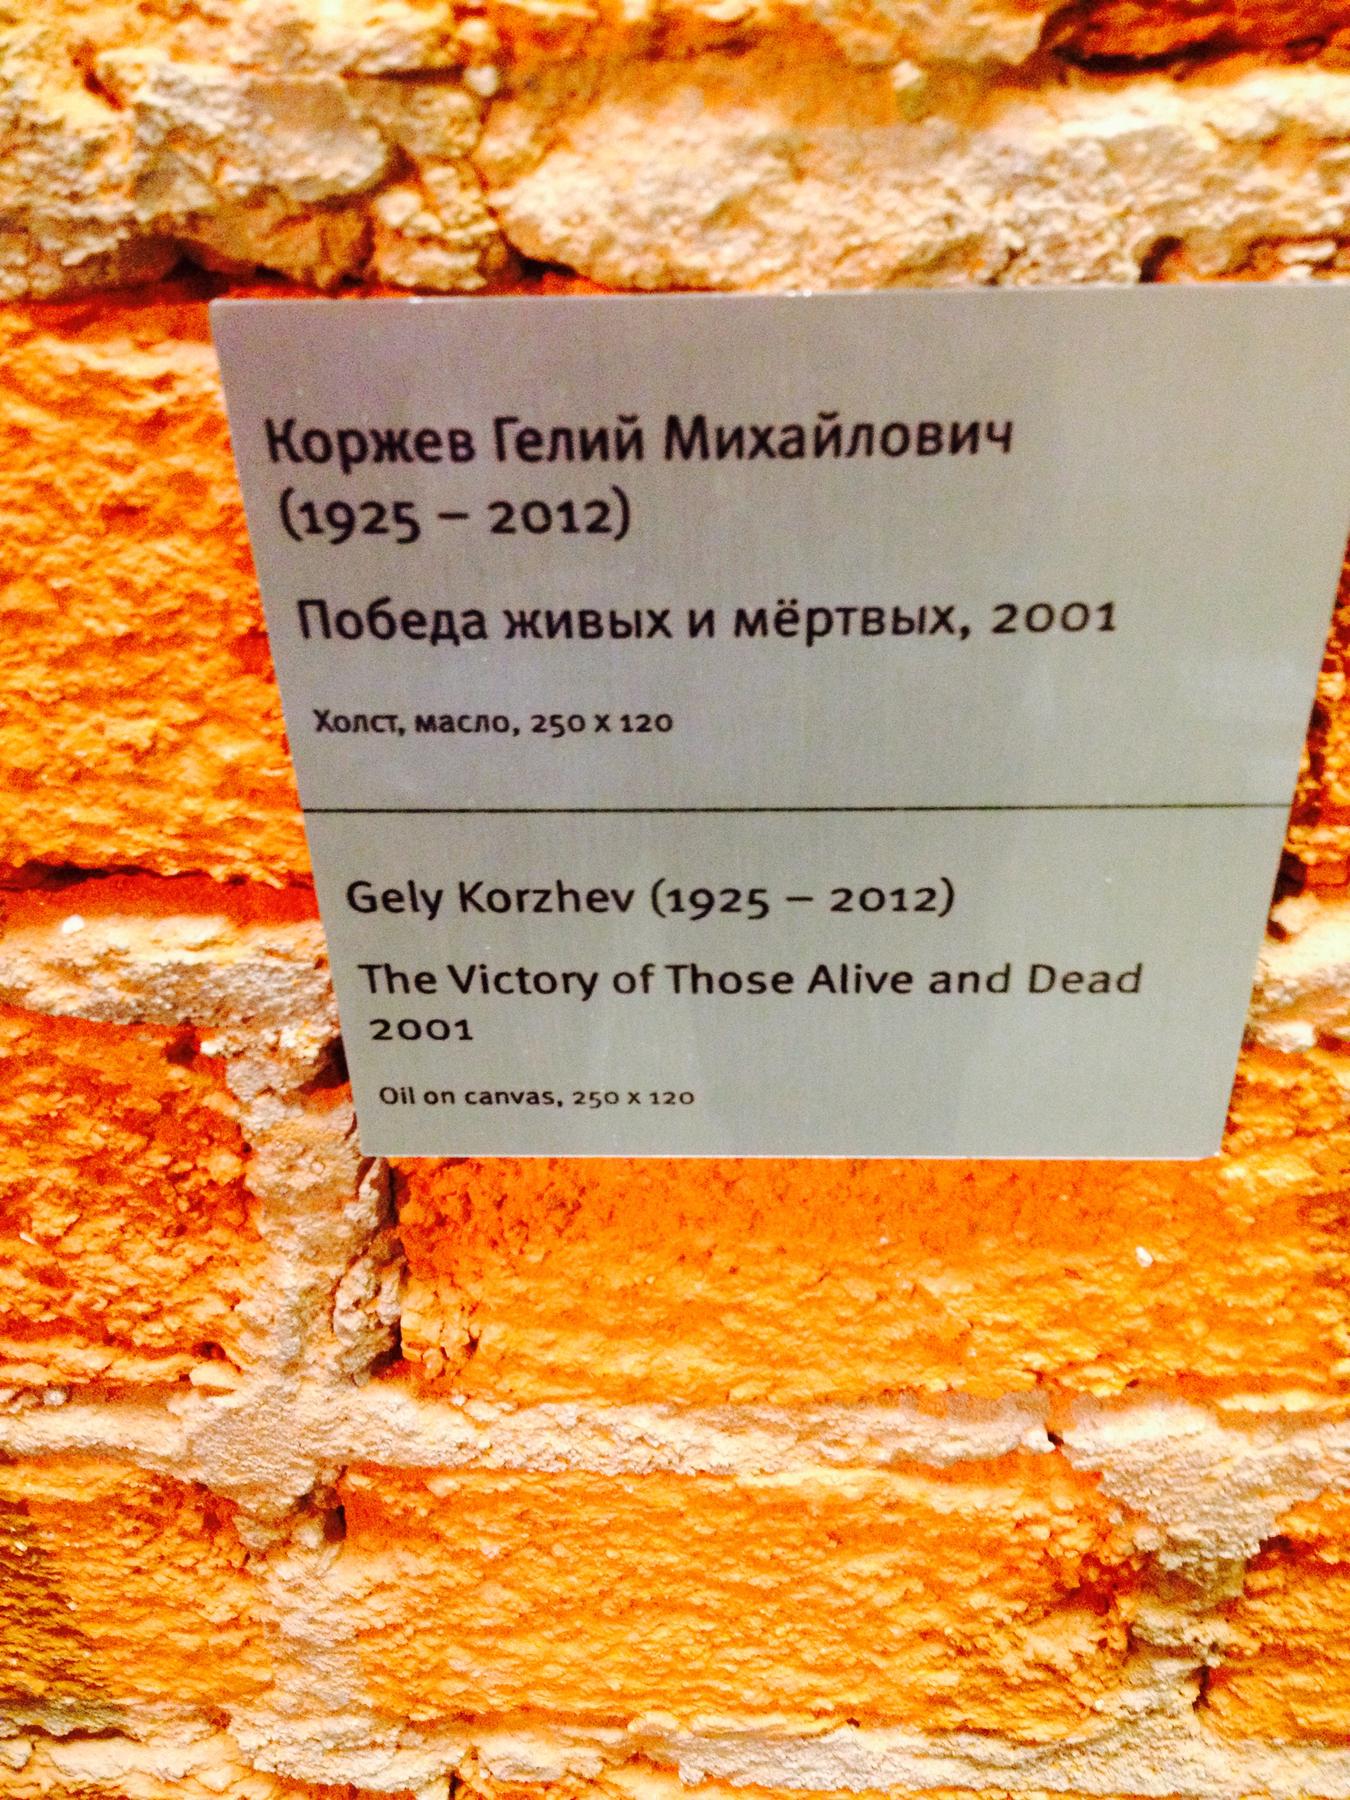 Коржев Гелий Михайлович
(1925 – 2012)
Победа живых и мёртвых, 2001
Холст, масло, 250 x 120
Gely Korzhev (1925 – 2012)
The Victory of Those Alive and Dead
2001
Oil on canvas, 250 x 120